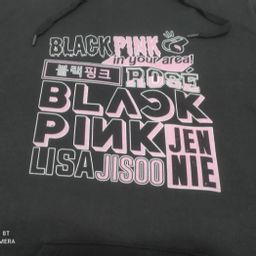 BLACKPINK
in your area!
블랙핑크 ROSÉ
BLACK
PINK JEN
NIE
LISA JISOO
BT
MERA